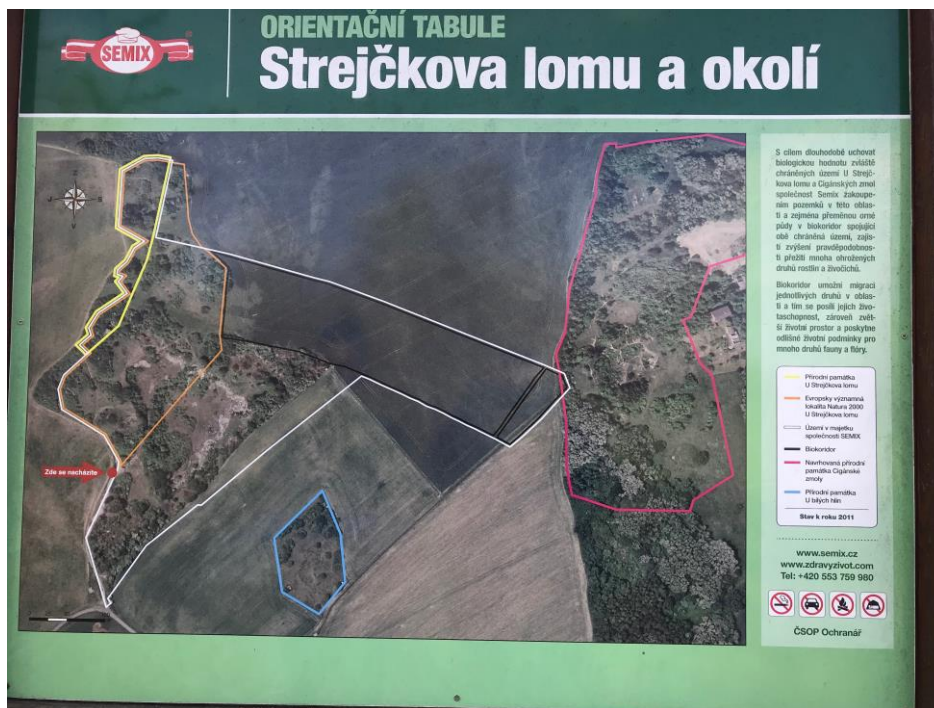 SEMIX
ORIENTAČNÍ TABULE
Strejčkova lomu a okolí
S cílem dlouhodobě uchovat
biologickou hodnotu zvláště
chráněných území U Strejč-
kova lomu a Cigánských zmol
společnost Semix zakoupe-
ním pozemků v této oblas-
ti a zejména přeměnou orné
půdy v biokoridor spojující
obě chráněná území, zajis-
tí zvýšení pravděpodobnos-
ti přežití mnoha ohrožených
druhů rostlin a živočichů.
Biokoridor umožní migraci
jednotlivých druhů v oblas-
ti a tím se posílí jejich živo-
taschopnost, zároveň zvět-
ší životní prostor a poskytne
odlišné životní podmínky pro
mnoho druhů fauny a flóry.
Přírodní památka
U Strejčkova lomu
Evropsky významná
lokalita Natura 2000
U Strejčkova lomu
Území v majetku
společnosti SEMIX
Biokoridor
Navrhovaná přírodní
památka Cigánské
zmoly
Přírodní památka
U bílých hlin
Stav k roku 2011
Zde se nacházíte
www.semix.cz
www.zdravyzivot.com
Tel: +420 553 759 980
ČSOP Ochranář